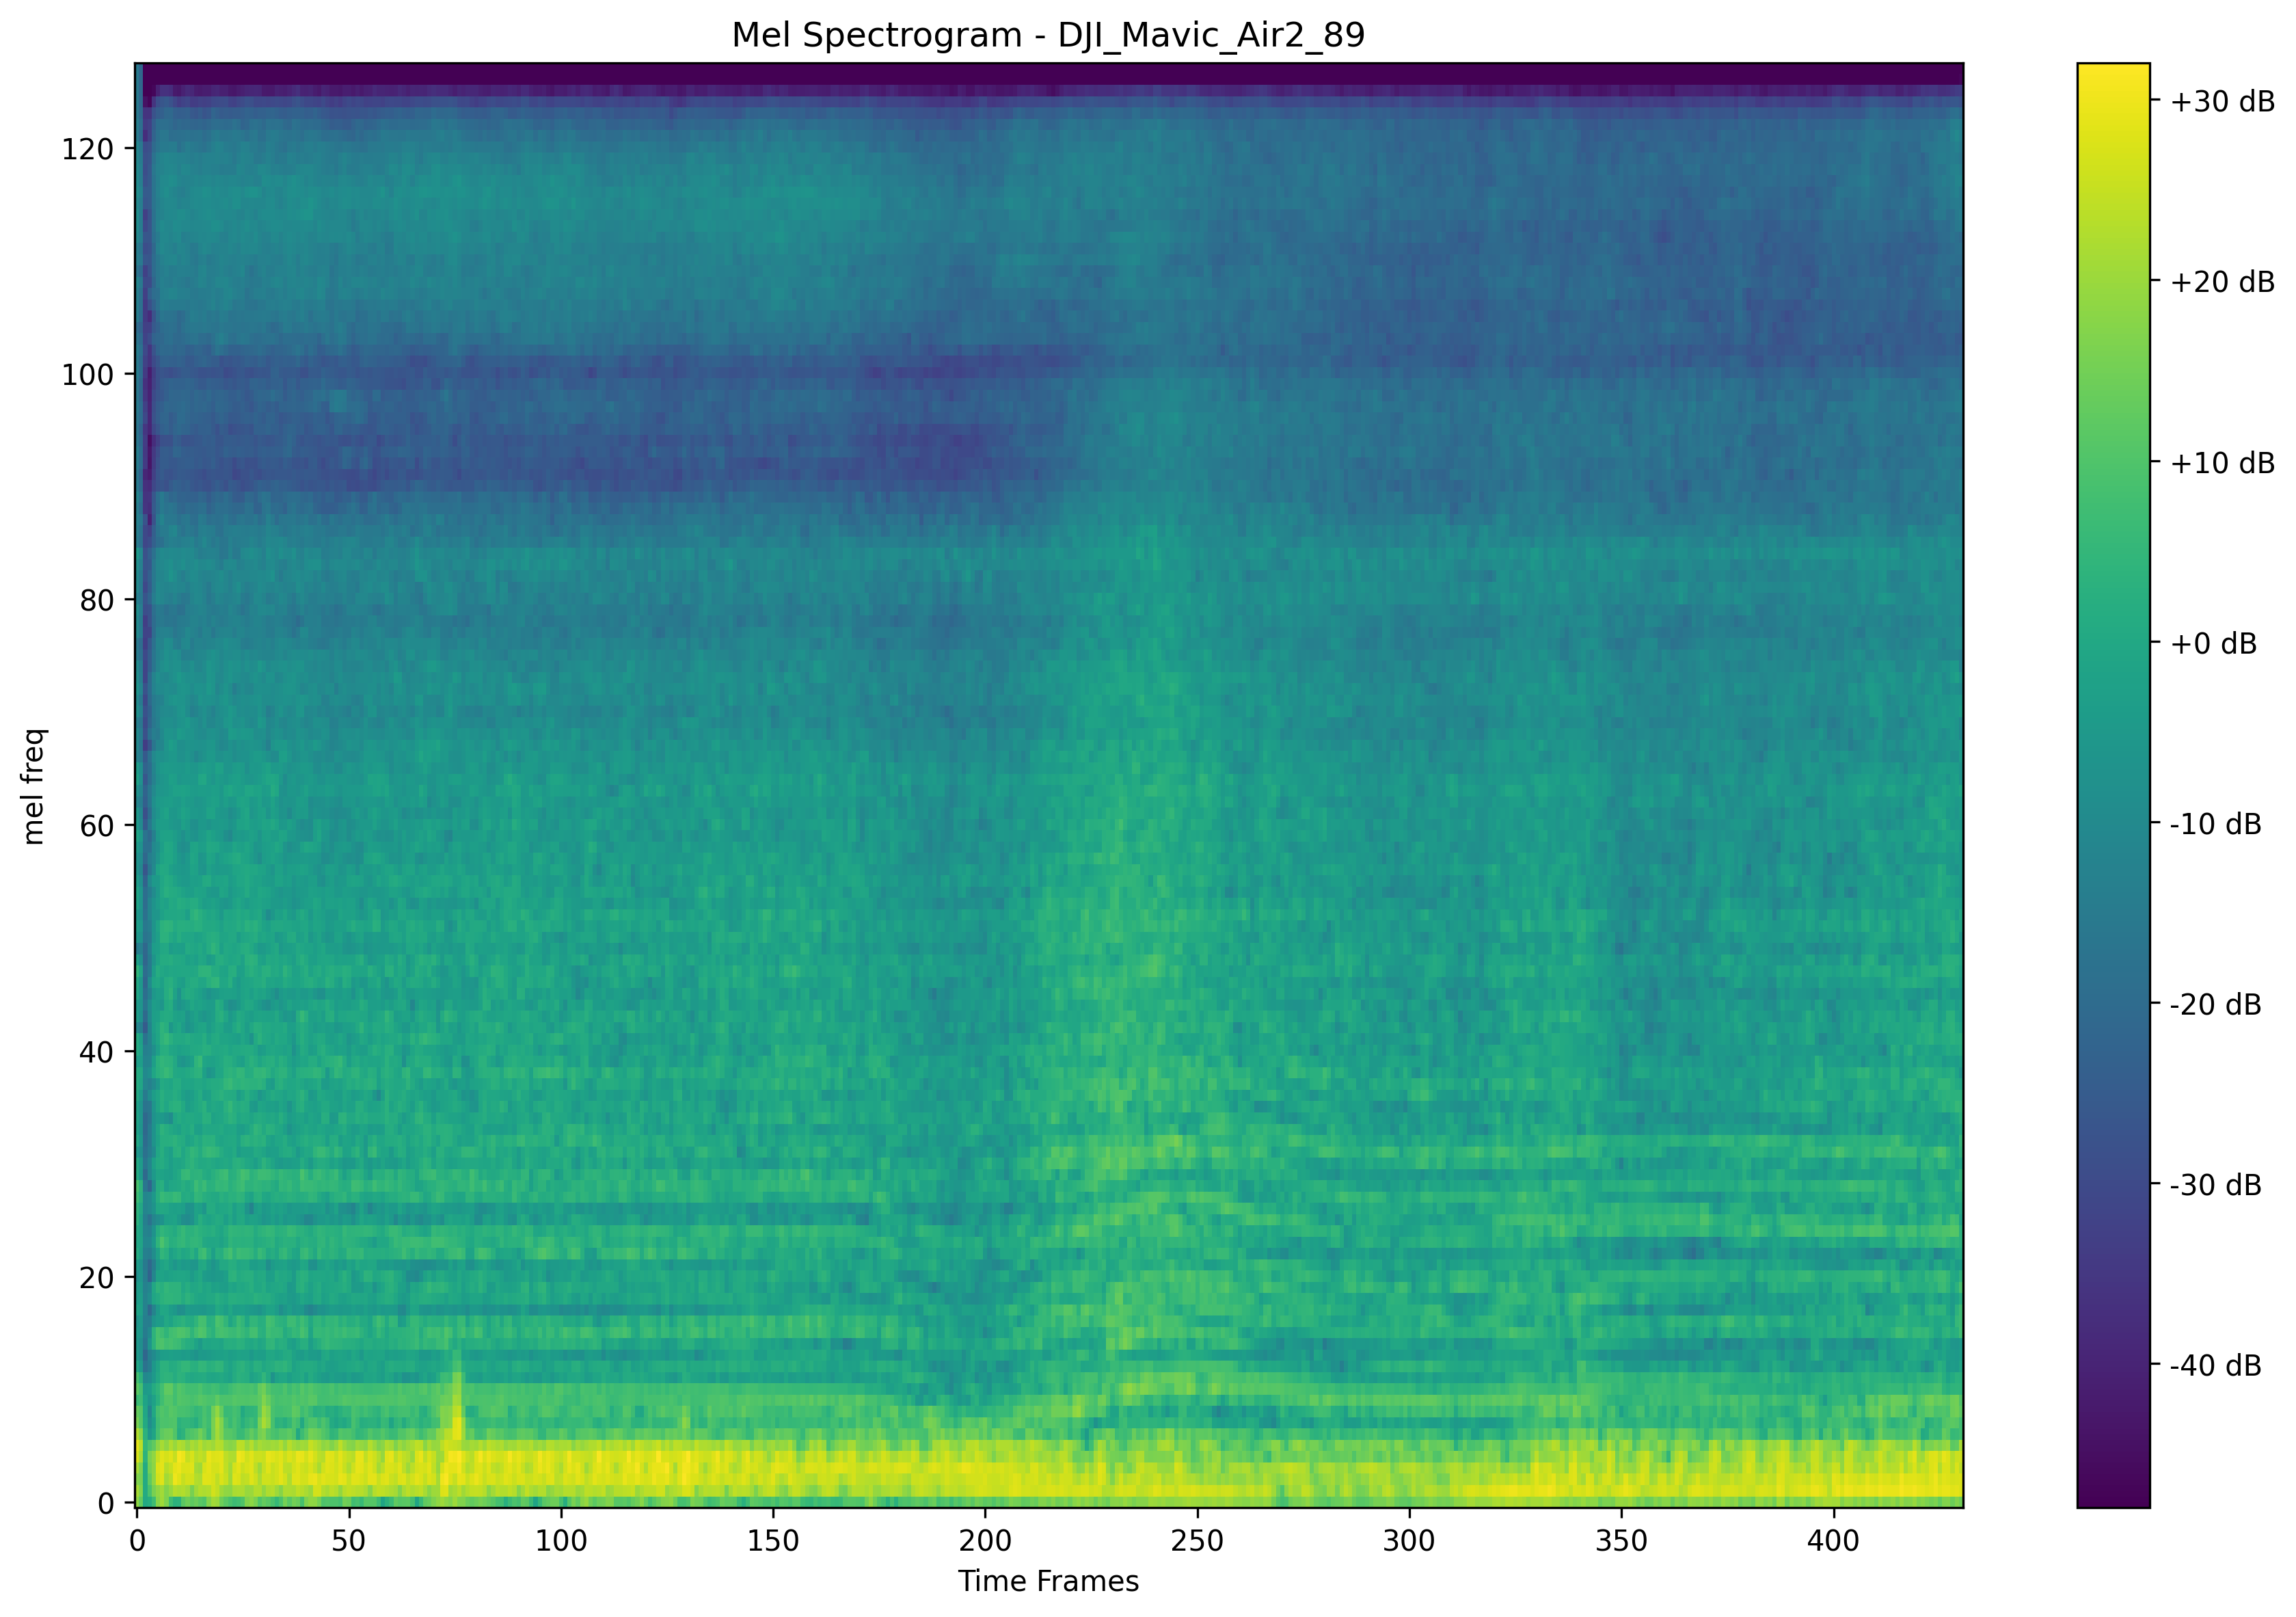 Mel Spectrogram - DJI_Mavic_Air2_89
120
100
80
60
40
20
0
mel freq
0 50 100 150 200 250 300 350 400
Time Frames
+30 dB
+20 dB
+10 dB
+0 dB
-10 dB
-20 dB
-30 dB
-40 dB